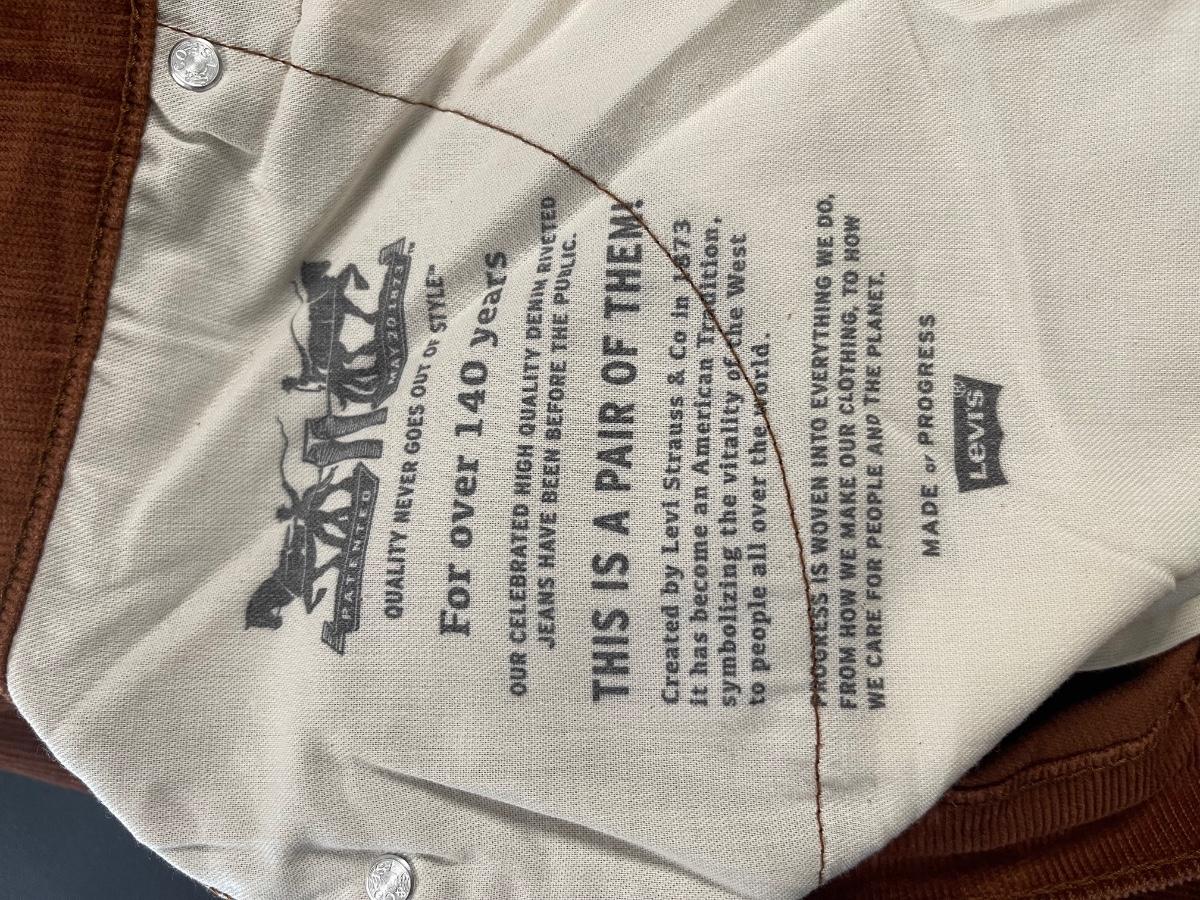 PATENTED
MAY 20 1873™
QUALITY NEVER GOES OUT OF STYLE™
For over 140 years
OUR CELEBRATED HIGH QUALITY DENIM RIVETED
JEANS HAVE BEEN BEFORE THE PUBLIC.
THIS IS A PAIR OF THEM!
Created by Levi Strauss & Co in 1873
it has become an American Tradition,
symbolizing the vitality of the West
to people all over the world.
PROGRESS IS WOVEN INTO EVERYTHING WE DO,
FROM HOW WE MAKE OUR CLOTHING, TO HOW
WE CARE FOR PEOPLE AND THE PLANET.
MADE of PROGRESS
LEVI'S®